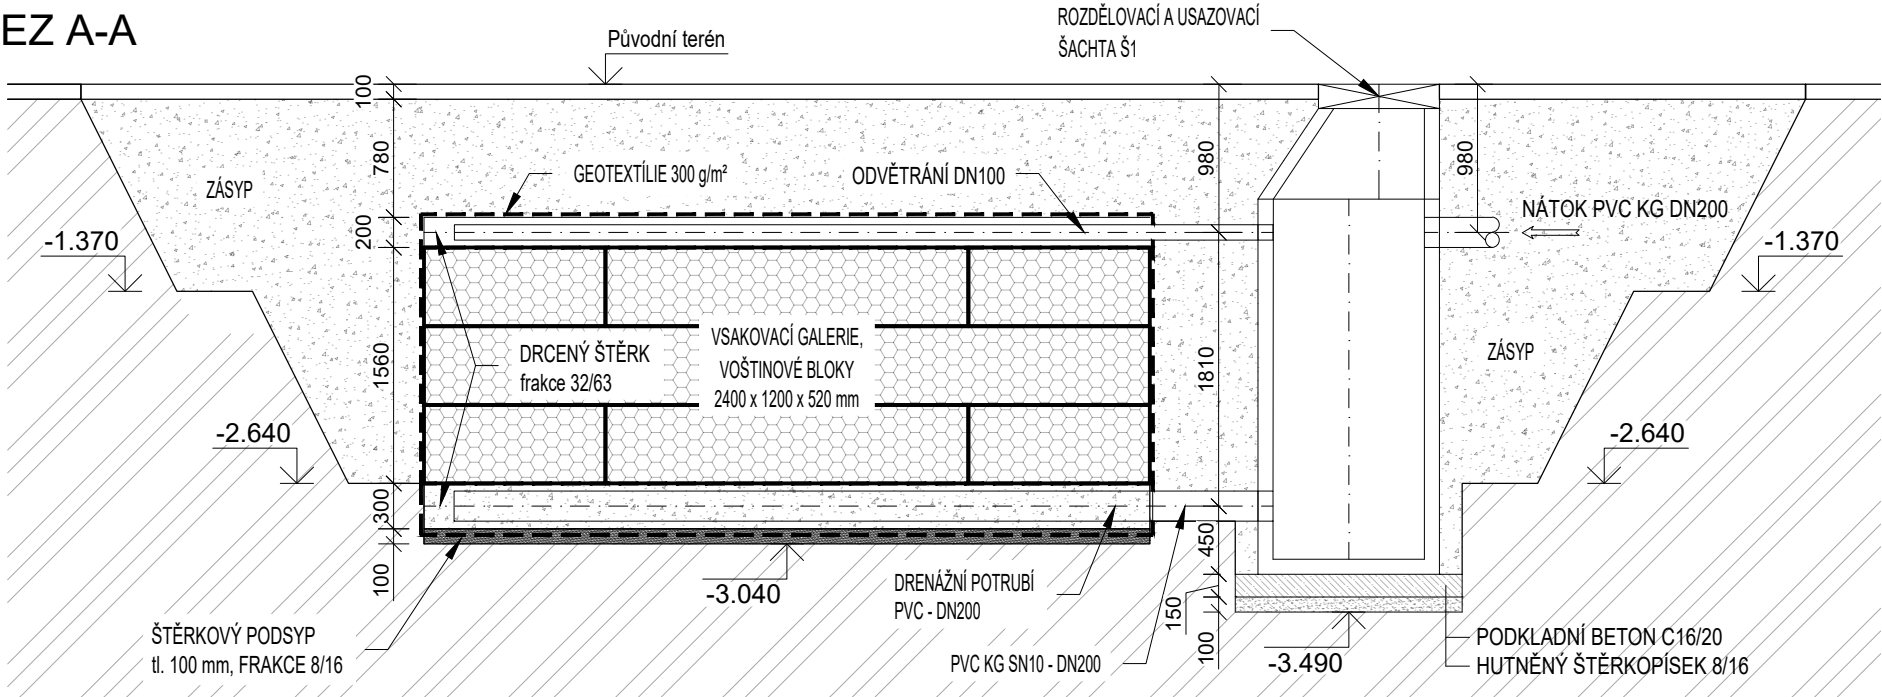 EZ A-A
Původní terén
ROZDĚLOVACÍ A USAZOVACÍ
ŠACHTA Š1
100
780
200
1560
300
100
ZÁSYP
GEOTEXTÍLIE 300 g/m²
ODVĚTRÁNÍ DN100
980
980
NÁTOK PVC KG DN200
-1.370
-1.370
DRCENÝ ŠTĚRK
frakce 32/63
VSAKOVACÍ GALERIE,
VOŠTINOVÉ BLOKY
2400 x 1200 x 520 mm
1810
ZÁSYP
-2.640
-2.640
450
150
100
-3.040
DRENÁŽNÍ POTRUBÍ
PVC - DN200
ŠTĚRKOVÝ PODSYP
tl. 100 mm, FRAKCE 8/16
PVC KG SN10 - DN200
-3.490
PODKLADNÍ BETON C16/20
HUTNĚNÝ ŠTĚRKOPÍSEK 8/16